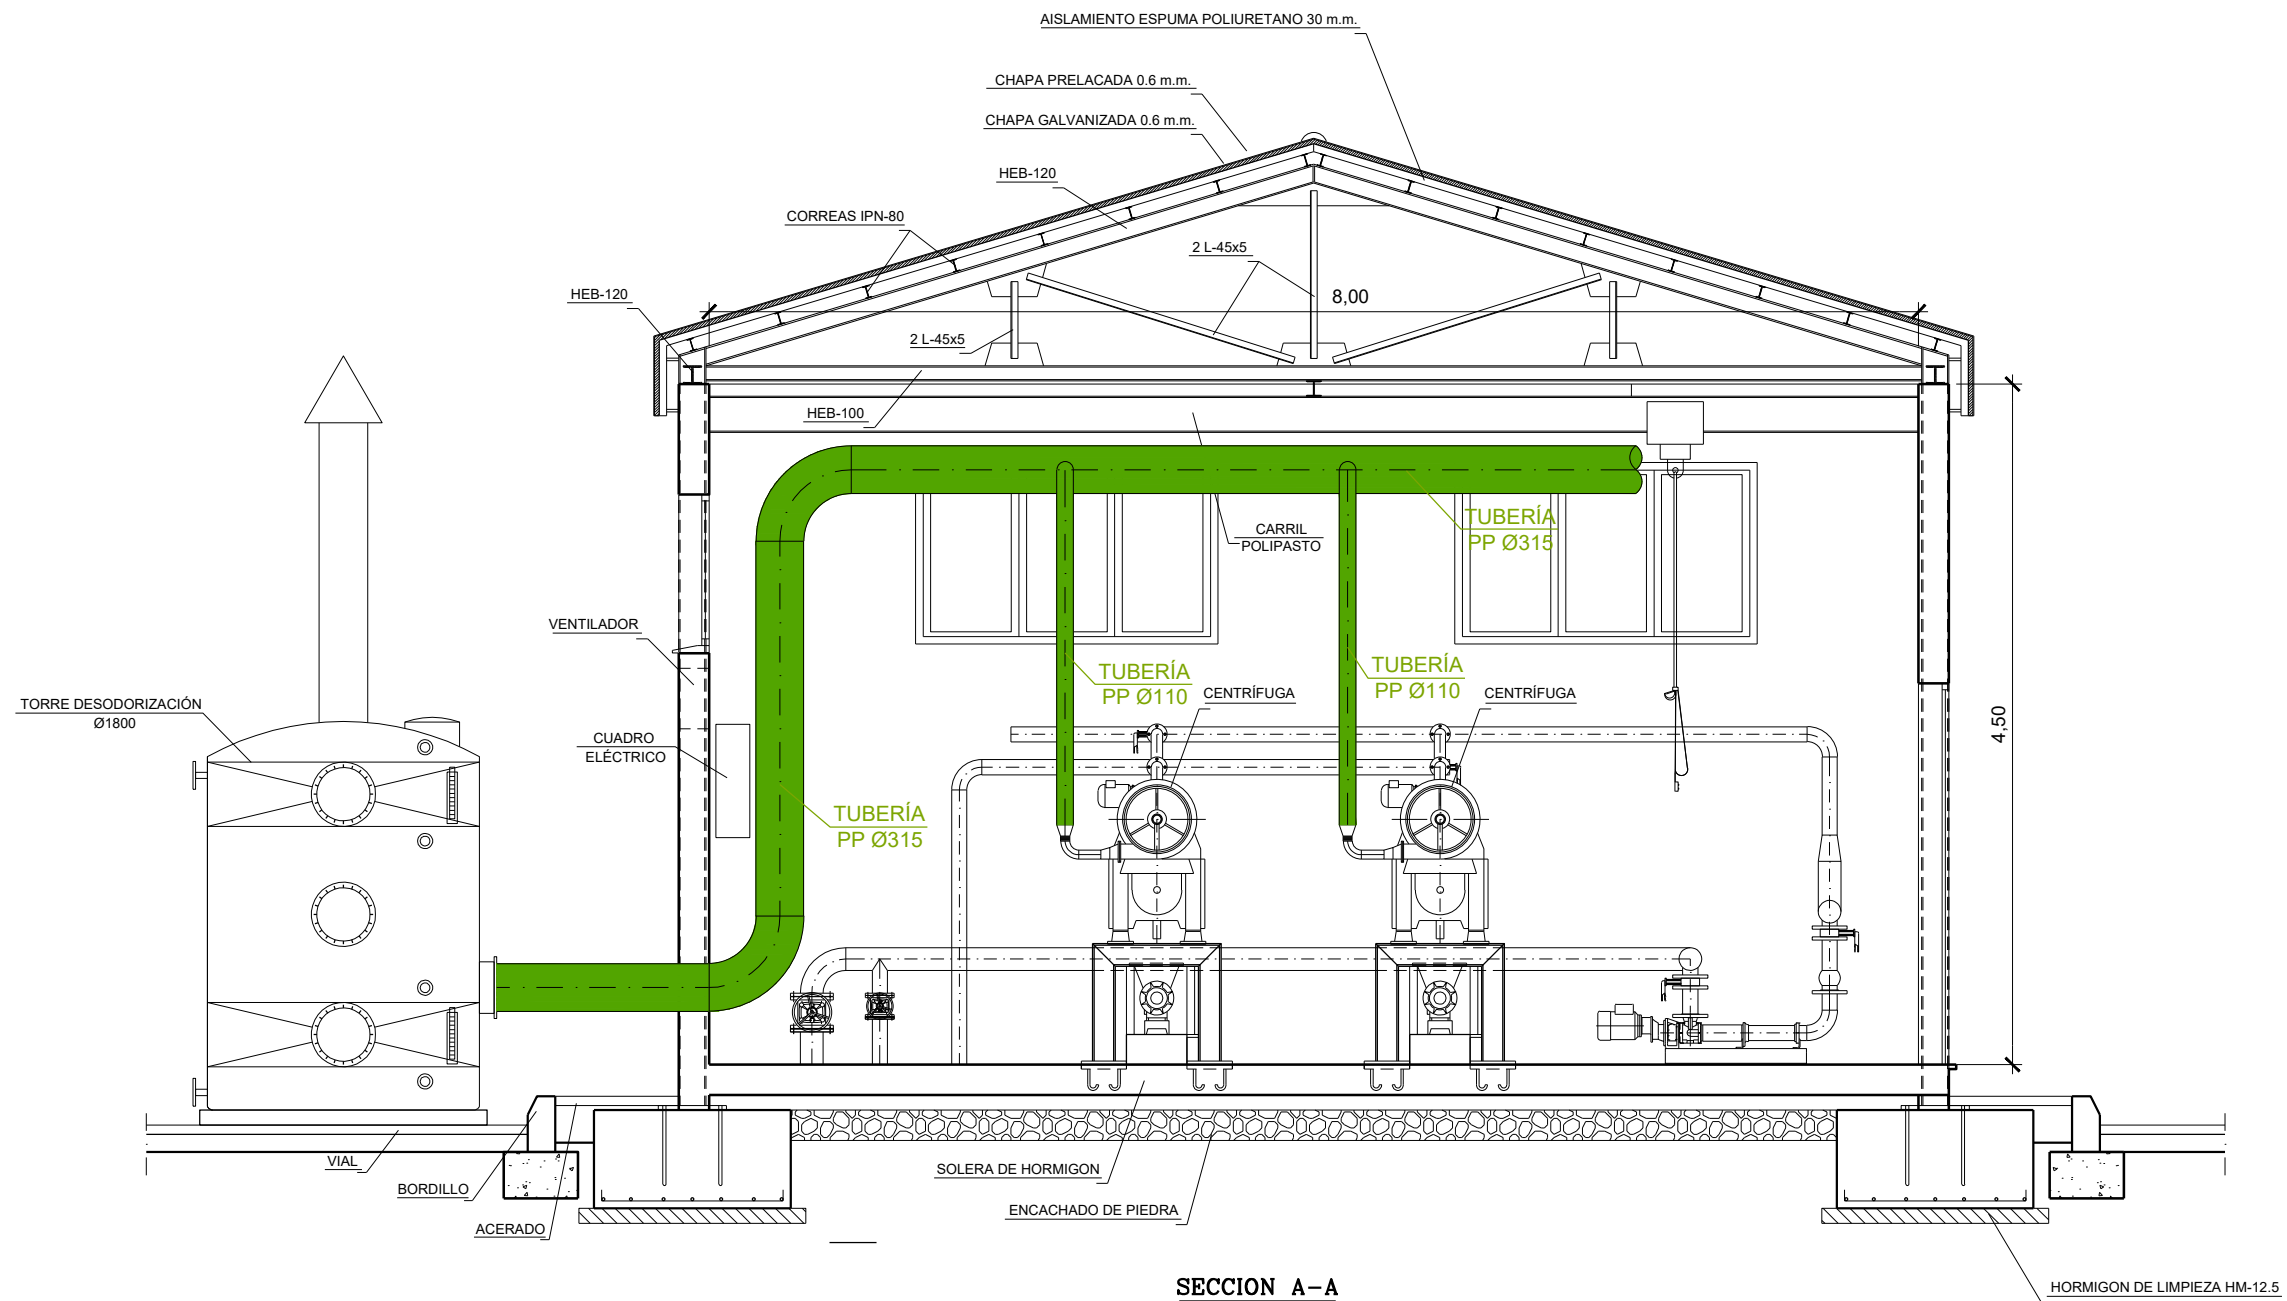 AISLAMIENTO ESPUMA POLIURETANO 30 m.m.
CHAPA PRELACADA 0.6 m.m.
CHAPA GALVANIZADA 0.6 m.m.
HEB-120
CORREAS IPN-80
2 L-45x5
HEB-120
8,00
2 L-45x5
HEB-100
TUBERÍA
PP Ø315
CARRIL
POLIPASTO
VENTILADOR
TUBERÍA
PP Ø110
TUBERÍA
PP Ø110
CENTRÍFUGA
CENTRÍFUGA
TORRE DESODORIZACIÓN
Ø1800
4,50
CUADRO
ELÉCTRICO
TUBERÍA
PP Ø315
VIAL
BORDILLO
ACERADO
SOLERA DE HORMIGON
ENCACHADO DE PIEDRA
SECCION A-A
HORMIGON DE LIMPIEZA HM-12.5